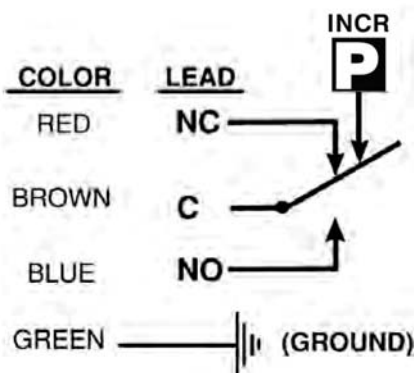 INCR
P
COLOR LEAD
RED NC
BROWN C
BLUE NO
GREEN (GROUND)